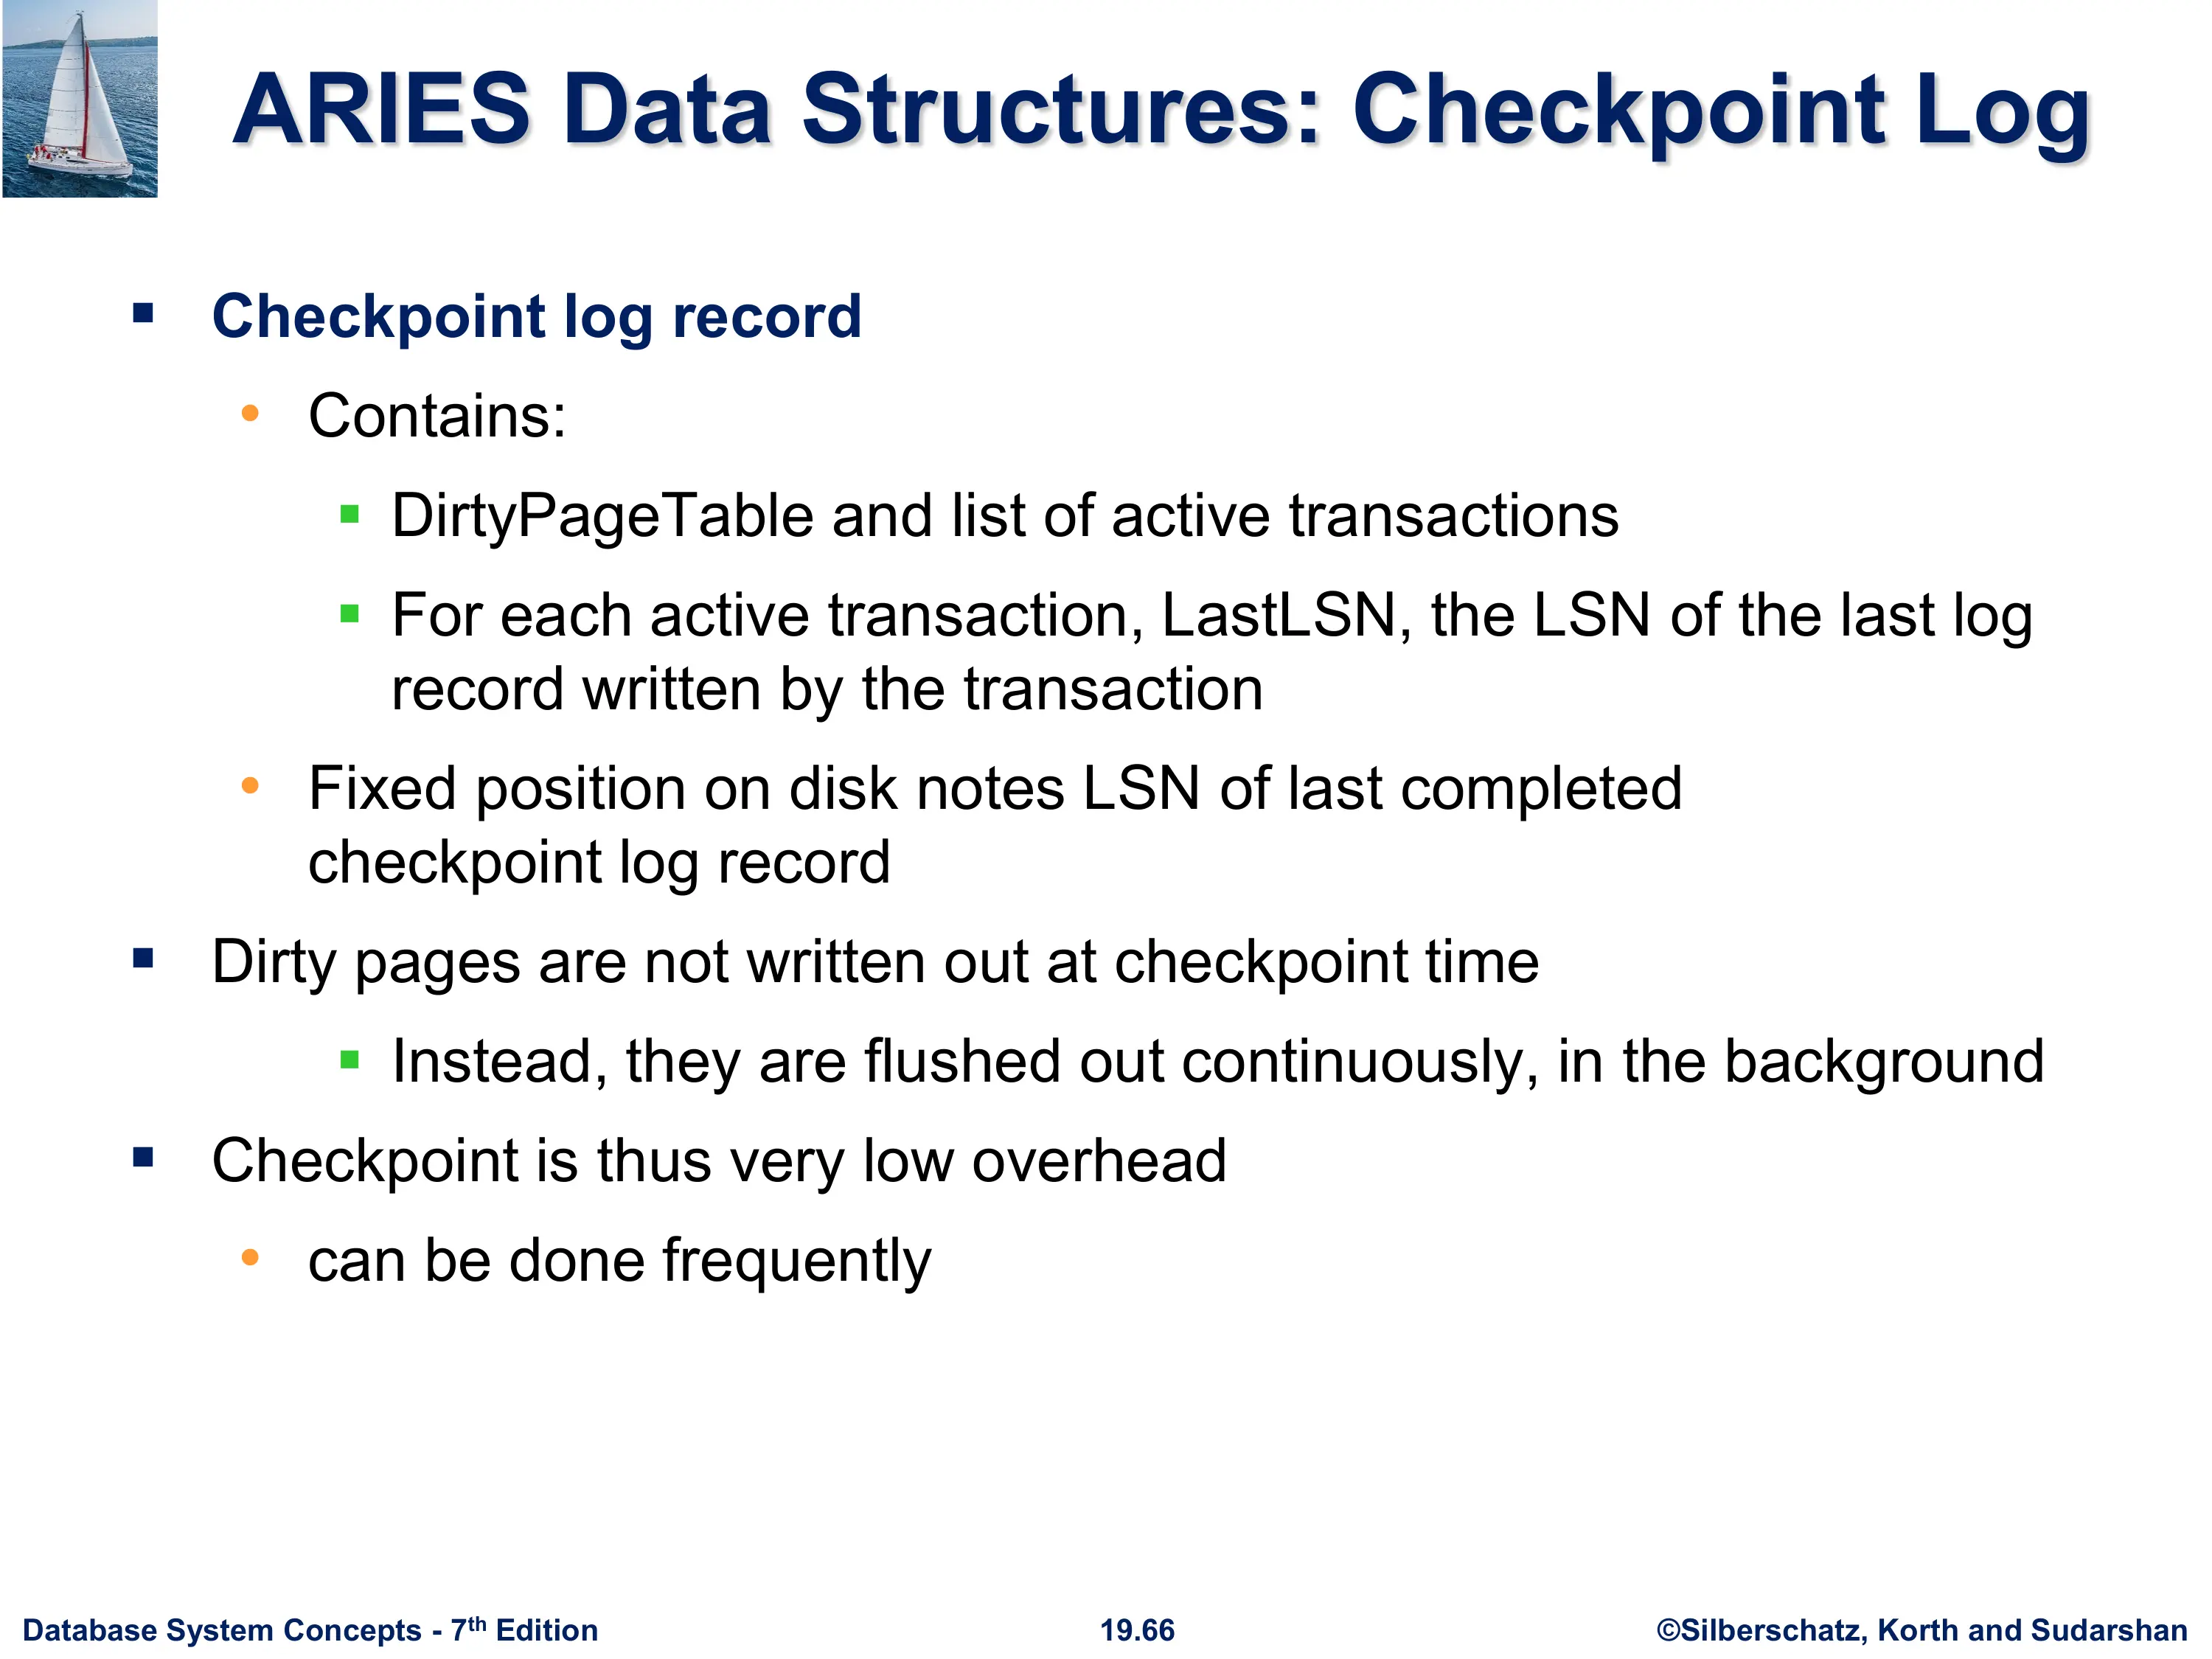 ARIES Data Structures: Checkpoint Log
Checkpoint log record
Contains:
DirtyPageTable and list of active transactions
For each active transaction, LastLSN, the LSN of the last log
record written by the transaction
Fixed position on disk notes LSN of last completed
checkpoint log record
Dirty pages are not written out at checkpoint time
Instead, they are flushed out continuously, in the background
Checkpoint is thus very low overhead
can be done frequently
Database System Concepts - 7th Edition
19.66
©Silberschatz, Korth and Sudarshan